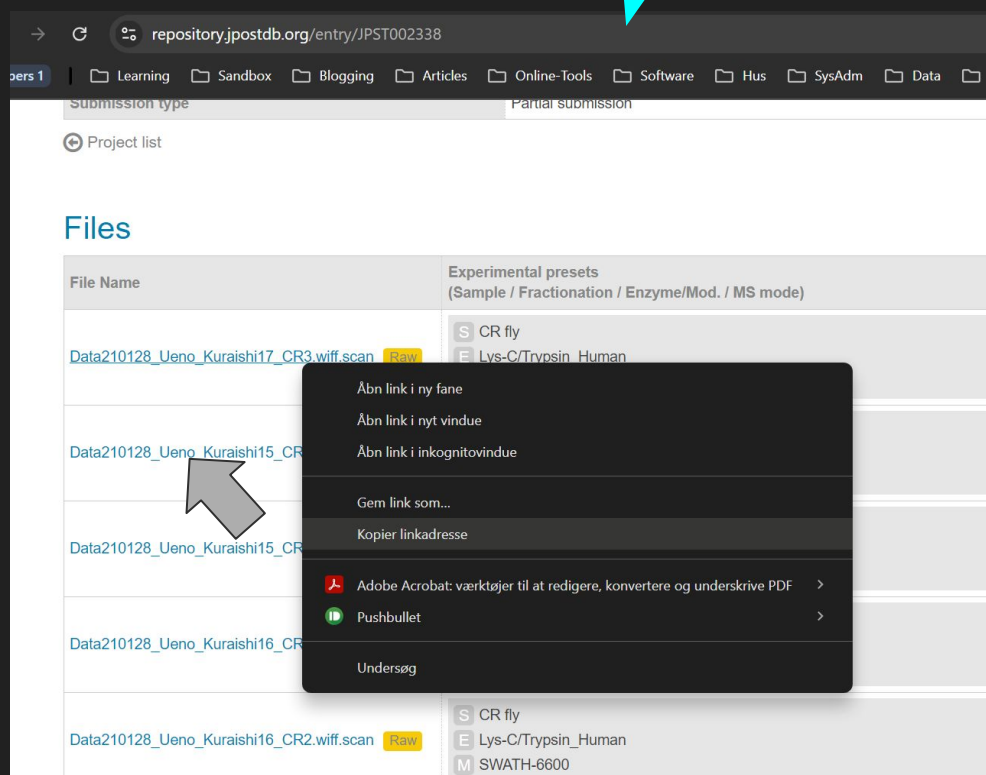 repository.jpostdb.org/entry/JPST002338
pers 1 Learning Sandbox Blogging Articles Online-Tools Software Hus SysAdm Data
Submission type Partial submission
Project list
Files
File Name
Experimental presets
(Sample / Fractionation / Enzyme/Mod. / MS mode)
S CR fly
Data210128_Ueno_Kuraishi17_CR3.wiff.scan Raw E Lys-C/Trypsin_Human
Åbn link i ny fane
Åbn link i nyt vindue
Data210128_Ueno_Kuraishi15_CR
Åbn link i inkognitovindue
Gem link som...
Kopier linkadresse
Data210128_Ueno_Kuraishi15_CR
Adobe Acrobat: værktøjer til at redigere, konvertere og underskrive PDF
Pushbullet
Data210128_Ueno_Kuraishi16_CR
Undersøg
S CR fly
Data210128_Ueno_Kuraishi16_CR2.wiff.scan Raw E Lys-C/Trypsin_Human
M SWATH-6600